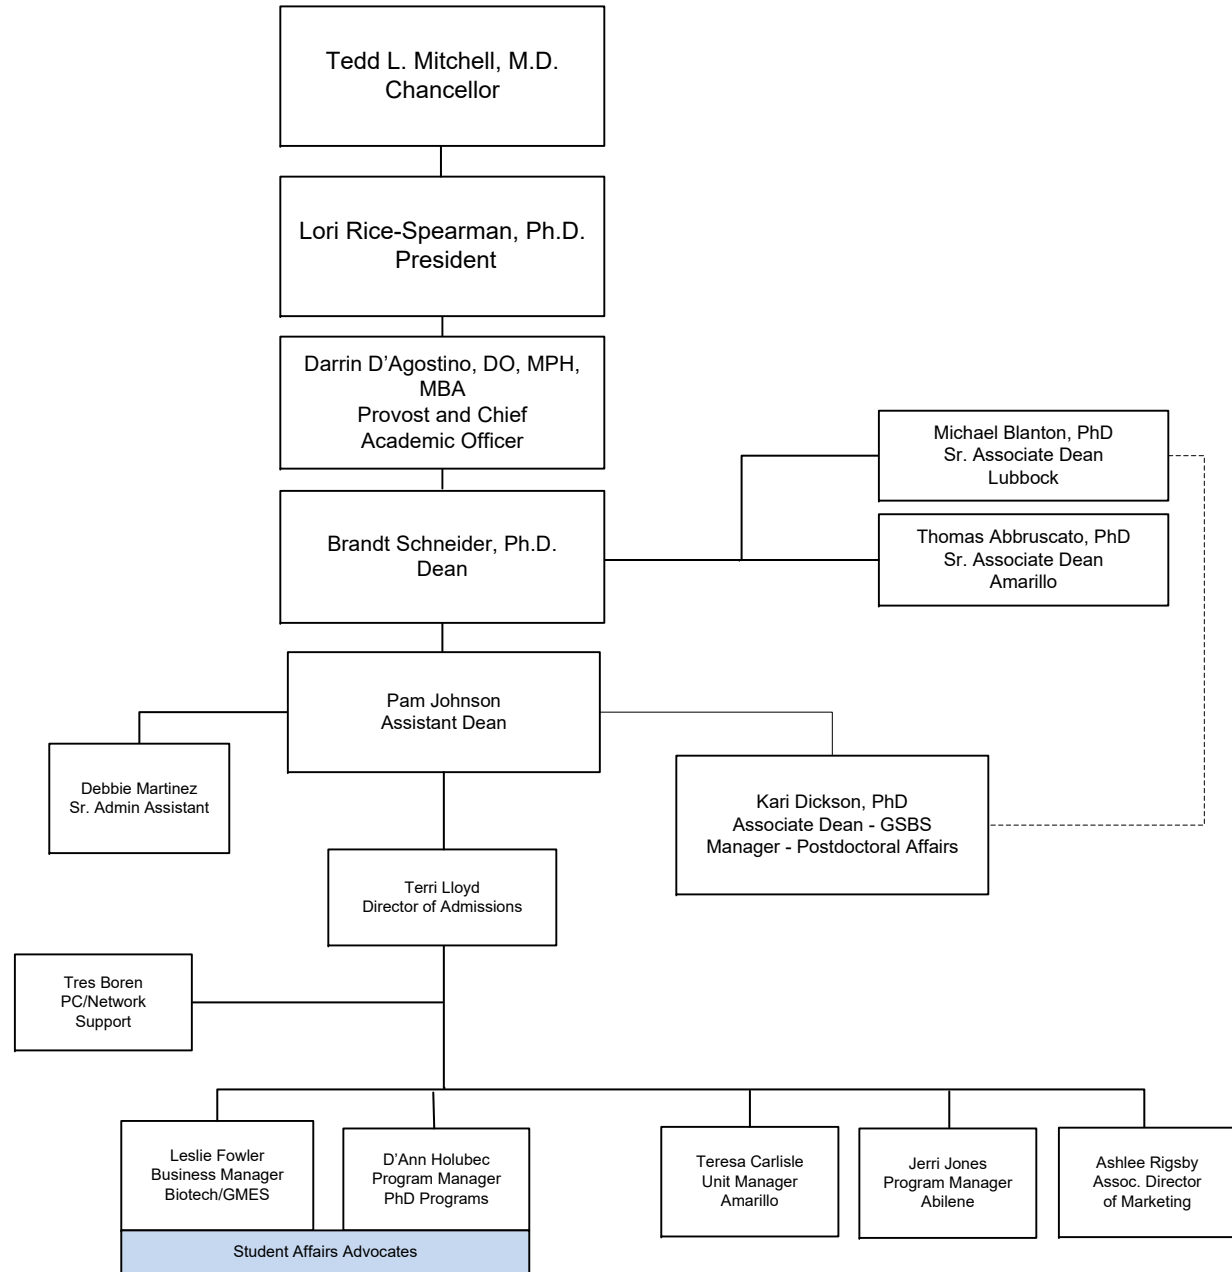 Tedd L. Mitchell, M.D.
Chancellor
Lori Rice-Spearman, Ph.D.
President
Darrin D’Agostino, DO, MPH,
MBA
Provost and Chief
Academic Officer
Michael Blanton, PhD
Sr. Associate Dean
Lubbock
Brandt Schneider, Ph.D.
Dean
Thomas Abbruscato, PhD
Sr. Associate Dean
Amarillo
Pam Johnson
Assistant Dean
Debbie Martinez
Sr. Admin Assistant
Kari Dickson, PhD
Associate Dean - GSBS
Manager - Postdoctoral Affairs
Terri Lloyd
Director of Admissions
Tres Boren
PC/Network
Support
Leslie Fowler
Business Manager
Biotech/GMES
D’Ann Holubec
Program Manager
PhD Programs
Teresa Carlisle
Unit Manager
Amarillo
Jerri Jones
Program Manager
Abilene
Ashlee Rigsby
Assoc. Director
of Marketing
Student Affairs Advocates